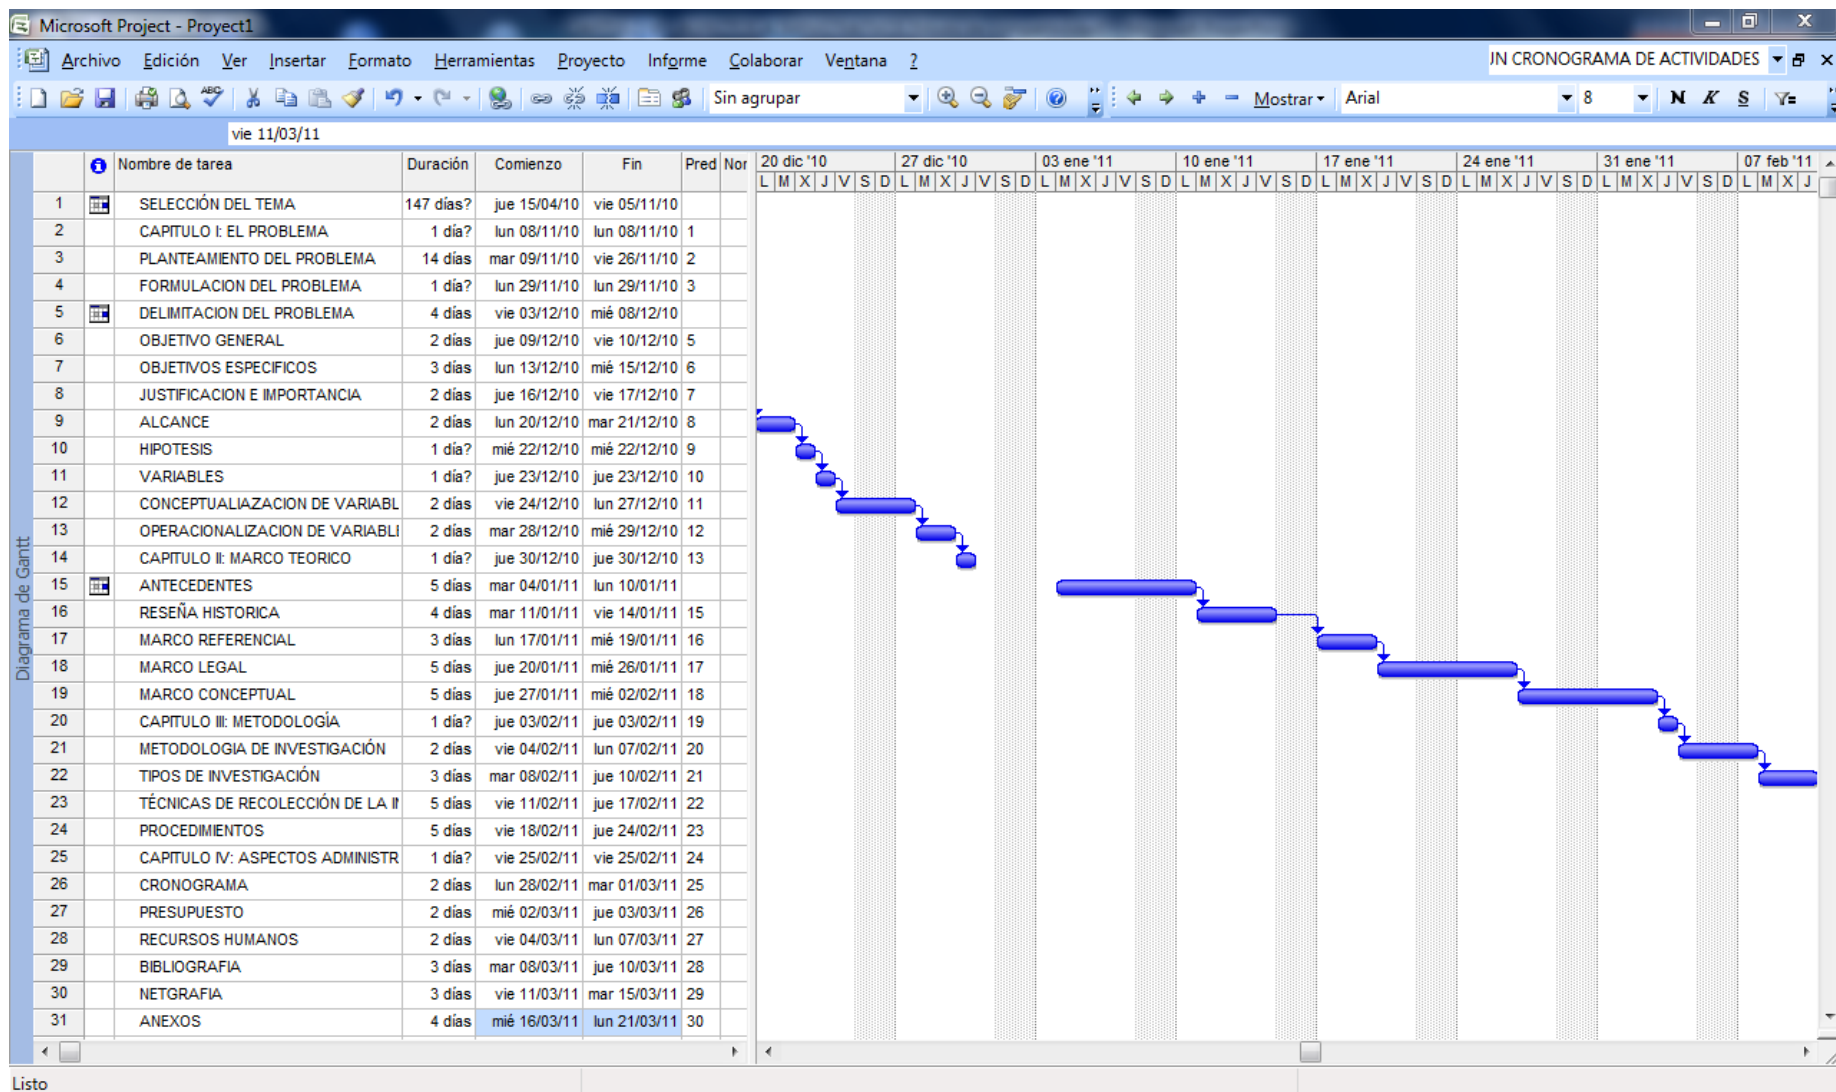 Microsoft Project - Proyect1
Archivo Edición Ver Insertar Formato Herramientas Proyecto Informe Colaborar Ventana ? JN CRONOGRAMA DE ACTIVIDADES
ABC Sin agrupar Mostrar Arial 8 N K S
vie 11/03/11
Nombre de tarea Duración Comienzo Fin Pred Nor 20 dic '10 27 dic '10 03 ene '11 10 ene '11 17 ene '11 24 ene '11 31 ene '11 07 feb '11
L M X J V S D L M X J V S D L M X J V S D L M X J V S D L M X J V S D L M X J V S D L M X J V S D L M X J
1 SELECCIÓN DEL TEMA 147 días? jue 15/04/10 vie 05/11/10
2 CAPITULO I: EL PROBLEMA 1 día? lun 08/11/10 lun 08/11/10 1
3 PLANTEAMIENTO DEL PROBLEMA 14 días mar 09/11/10 vie 26/11/10 2
4 FORMULACION DEL PROBLEMA 1 día? lun 29/11/10 lun 29/11/10 3
5 DELIMITACION DEL PROBLEMA 4 días vie 03/12/10 mié 08/12/10
6 OBJETIVO GENERAL 2 días jue 09/12/10 vie 10/12/10 5
7 OBJETIVOS ESPECIFICOS 3 días lun 13/12/10 mié 15/12/10 6
8 JUSTIFICACION E IMPORTANCIA 2 días jue 16/12/10 vie 17/12/10 7
9 ALCANCE 2 días lun 20/12/10 mar 21/12/10 8
10 HIPOTESIS 1 día? mié 22/12/10 mié 22/12/10 9
11 VARIABLES 1 día? jue 23/12/10 jue 23/12/10 10
12 CONCEPTUALIAZACION DE VARIABL 2 días vie 24/12/10 lun 27/12/10 11
13 OPERACIONALIZACION DE VARIABLE 2 días mar 28/12/10 mié 29/12/10 12
14 CAPITULO II: MARCO TEORICO 1 día? jue 30/12/10 jue 30/12/10 13
15 ANTECEDENTES 5 días mar 04/01/11 lun 10/01/11
16 RESEÑA HISTORICA 4 días mar 11/01/11 vie 14/01/11 15
17 MARCO REFERENCIAL 3 días lun 17/01/11 mié 19/01/11 16
18 MARCO LEGAL 5 días jue 20/01/11 mié 26/01/11 17
19 MARCO CONCEPTUAL 5 días jue 27/01/11 mié 02/02/11 18
20 CAPITULO III: METODOLOGÍA 1 día? jue 03/02/11 jue 03/02/11 19
21 METODOLOGIA DE INVESTIGACIÓN 2 días vie 04/02/11 lun 07/02/11 20
22 TIPOS DE INVESTIGACIÓN 3 días mar 08/02/11 jue 10/02/11 21
23 TÉCNICAS DE RECOLECCIÓN DE LA 5 días vie 11/02/11 jue 17/02/11 22
24 PROCEDIMIENTOS 5 días vie 18/02/11 jue 24/02/11 23
25 CAPITULO IV: ASPECTOS ADMINISTR 1 día? vie 25/02/11 vie 25/02/11 24
26 CRONOGRAMA 2 días lun 28/02/11 mar 01/03/11 25
27 PRESUPUESTO 2 días mié 02/03/11 jue 03/03/11 26
28 RECURSOS HUMANOS 2 días vie 04/03/11 lun 07/03/11 27
29 BIBLIOGRAFIA 3 días mar 08/03/11 jue 10/03/11 28
30 NETGRAFIA 3 días vie 11/03/11 mar 15/03/11 29
31 ANEXOS 4 días mié 16/03/11 lun 21/03/11 30
Diagrama de Gantt
Listo